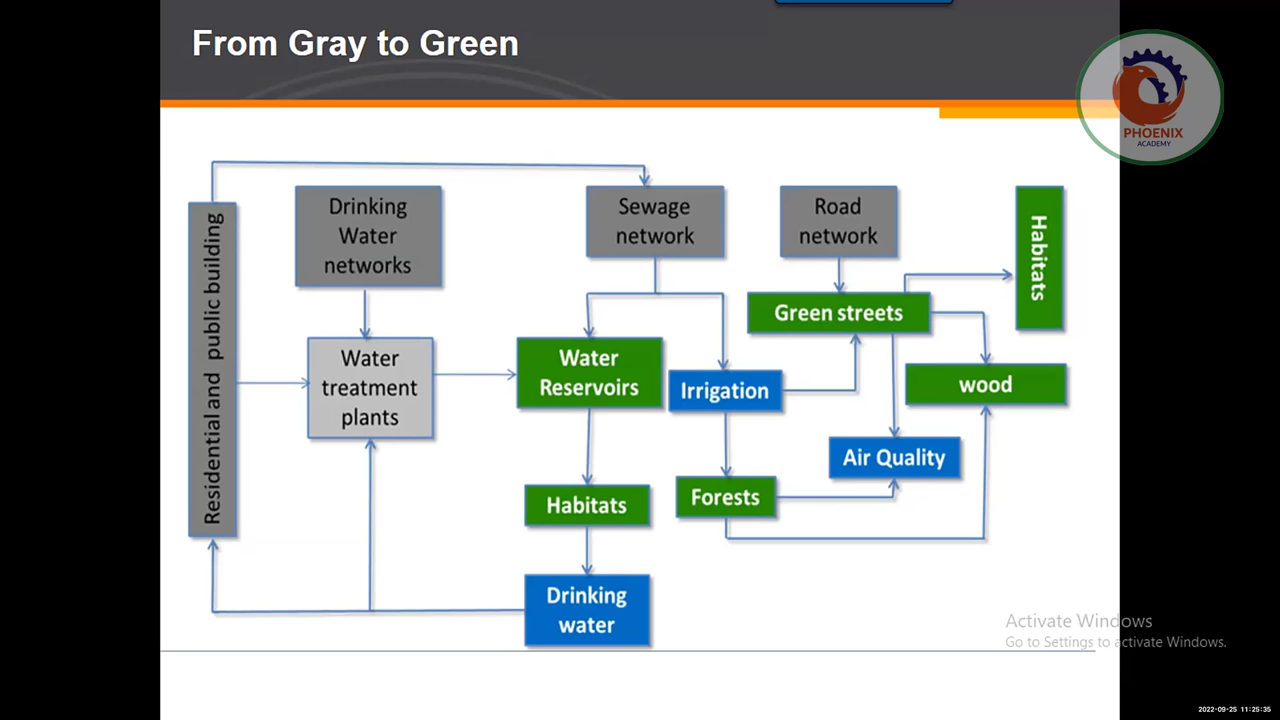 From Gray to Green
PHOENIX
ACADEMY
Residential and public building
Drinking
Water
networks
Sewage
network
Road
network
Habitats
Green streets
Water
treatment
plants
Water
Reservoirs
Irrigation
wood
Air Quality
Habitats
Forests
Drinking
water
Activate Windows
Go to Settings to activate Windows.
2022-09-25 11:25:35